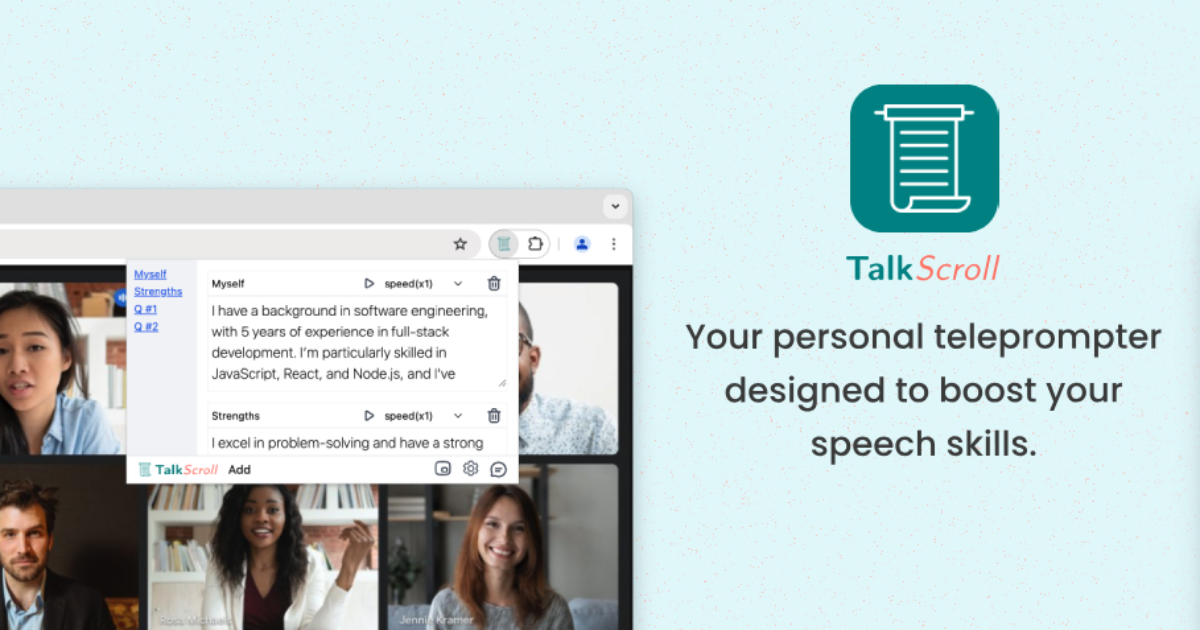 Myself
Strengths
Q #1
Q #2
Myself speed(x1)
I have a background in software engineering,
with 5 years of experience in full-stack
development. I'm particularly skilled in
JavaScript, React, and Node.js, and I've
Strengths speed(x1)
I excel in problem-solving and have a strong
TalkScroll Add
Rosa Michaels
Jennie Kramer
TalkScroll
Your personal teleprompter
designed to boost your
speech skills.